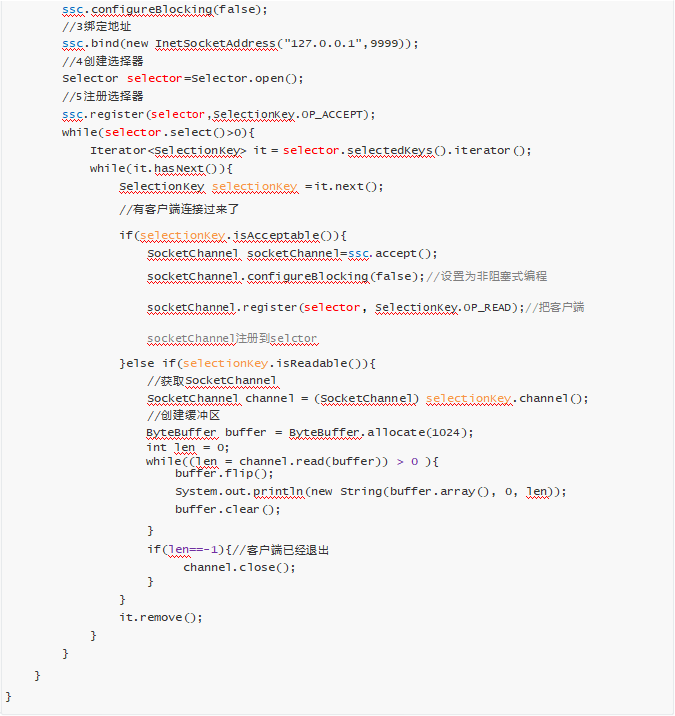 ssc.configureBlocking(false);
//3绑定地址
ssc.bind(new InetSocketAddress("127.0.0.1",9999));
//4创建选择器
Selector selector=Selector.open();
//5注册选择器
ssc.register(selector,SelectionKey.OP_ACCEPT);
while(selector.select()>0){
Iterator<SelectionKey> it = selector.selectedKeys().iterator();
while(it.hasNext()){
SelectionKey selectionKey =it.next();
//有客户端连接过来了
if(selectionKey.isAcceptable()){
SocketChannel socketChannel=ssc.accept();
socketChannel.configureBlocking(false);//设置为非阻塞式编程
socketChannel.register(selector, SelectionKey.OP_READ);//把客户端
socketChannel注册到selctor
}else if(selectionKey.isReadable()){
//获取SocketChannel
SocketChannel channel = (SocketChannel) selectionKey.channel();
//创建缓冲区
ByteBuffer buffer = ByteBuffer.allocate(1024);
int len = 0;
while((len = channel.read(buffer)) > 0 ){
buffer.flip();
System.out.println(new String(buffer.array(), 0, len));
buffer.clear();
}
if(len==-1){//客户端已经退出
channel.close();
}
}
it.remove();
}
}
}
}